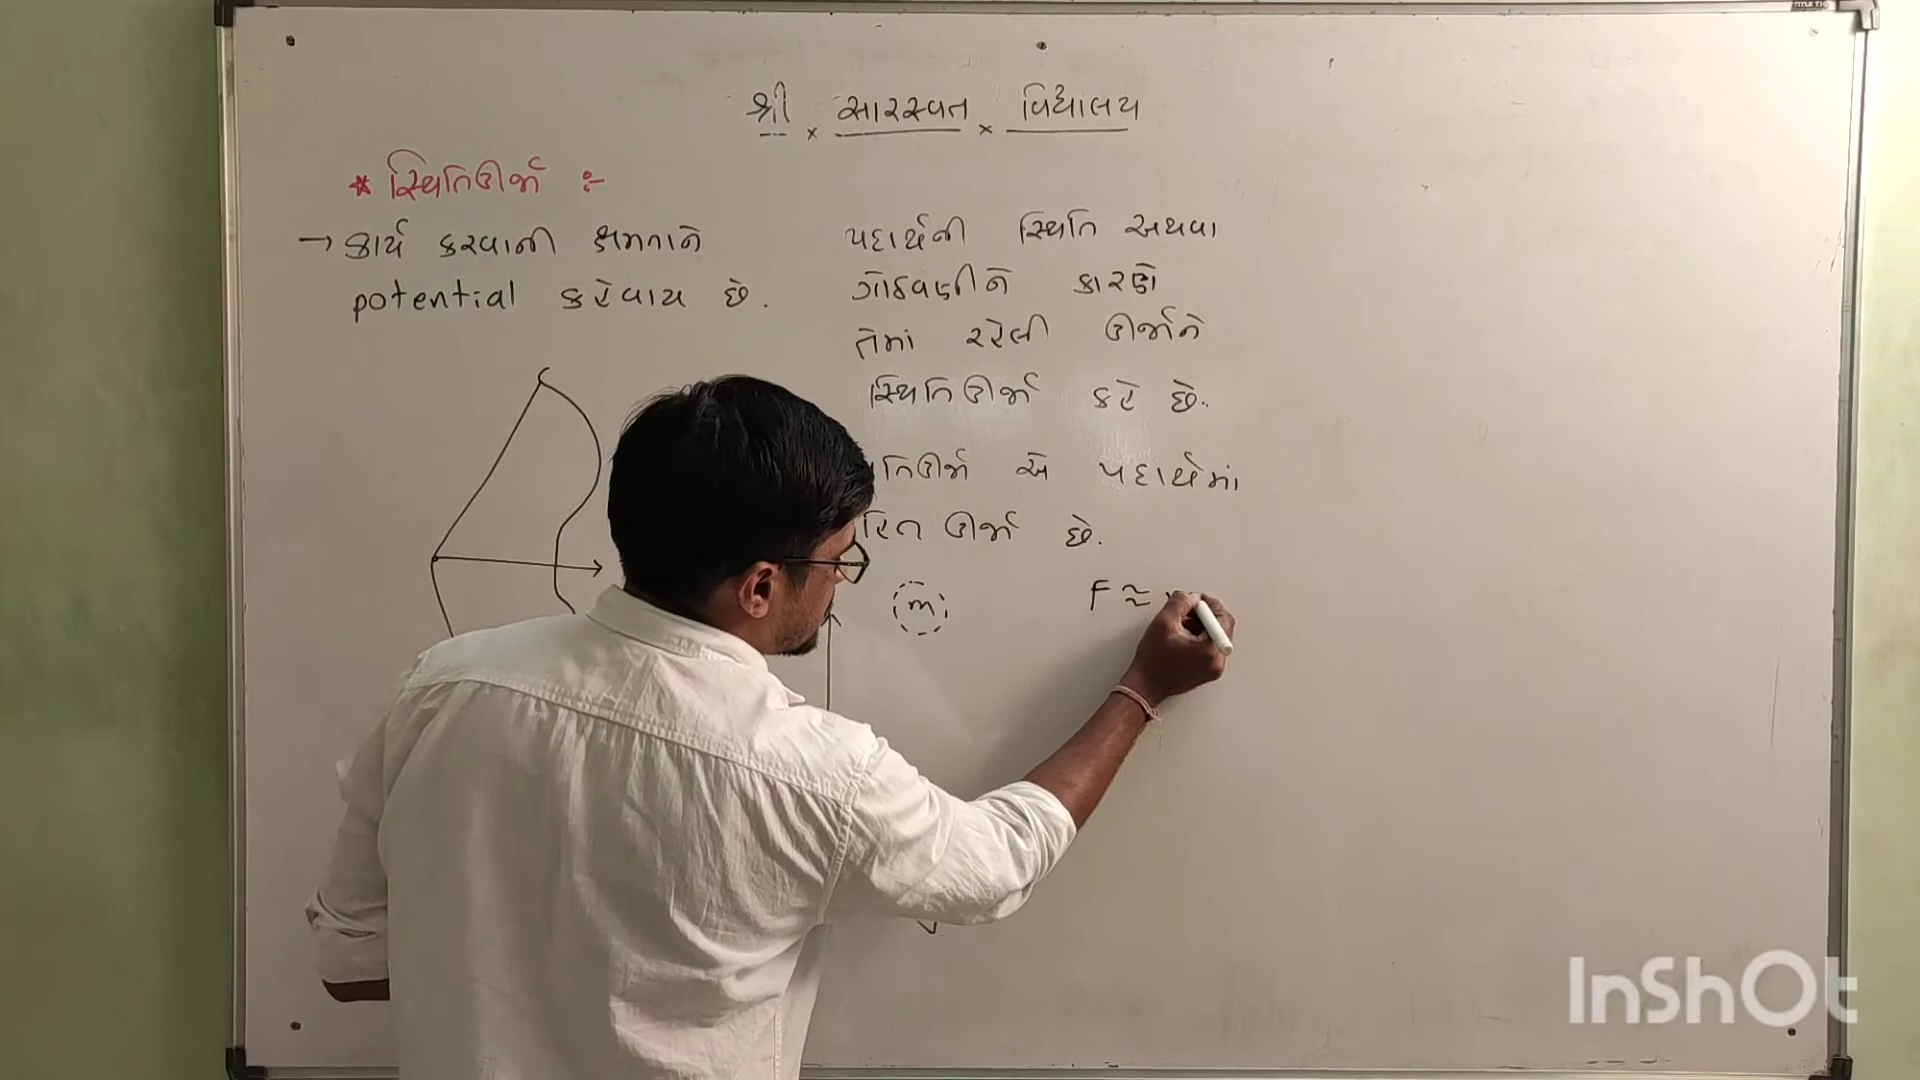 શ્રી × સારસ્વત × વિદ્યાલય
* સ્થિતિઊર્જા :-
→ કાર્ય કરવાની ક્ષમતાને
potential કહેવાય છે.
પદાર્થની સ્થિતિ અથવા
ગોઠવણીને કારણે
તેમાં રહેલી ઊર્જાને
સ્થિતિઊર્જા કહે છે.
તિઊર્જા એ પદાર્થમાં
ઊર્જા છે.
m
F ≈
InShOt